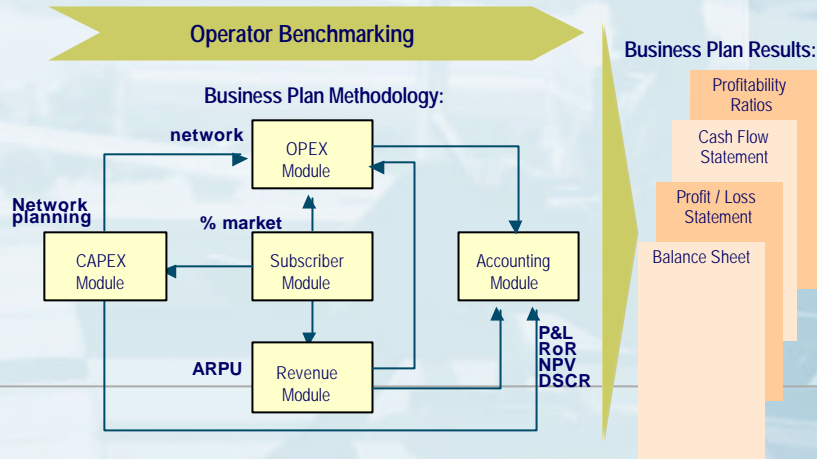 Operator Benchmarking
Business Plan Results:
Business Plan Methodology:
Profitability
Ratios
Cash Flow
Statement
Profit / Loss
Statement
Balance Sheet
network
OPEX
Module
Network
planning
% market
CAPEX
Module
Subscriber
Module
Accounting
Module
ARPU
Revenue
Module
P&L
RoR
NPV
DSCR